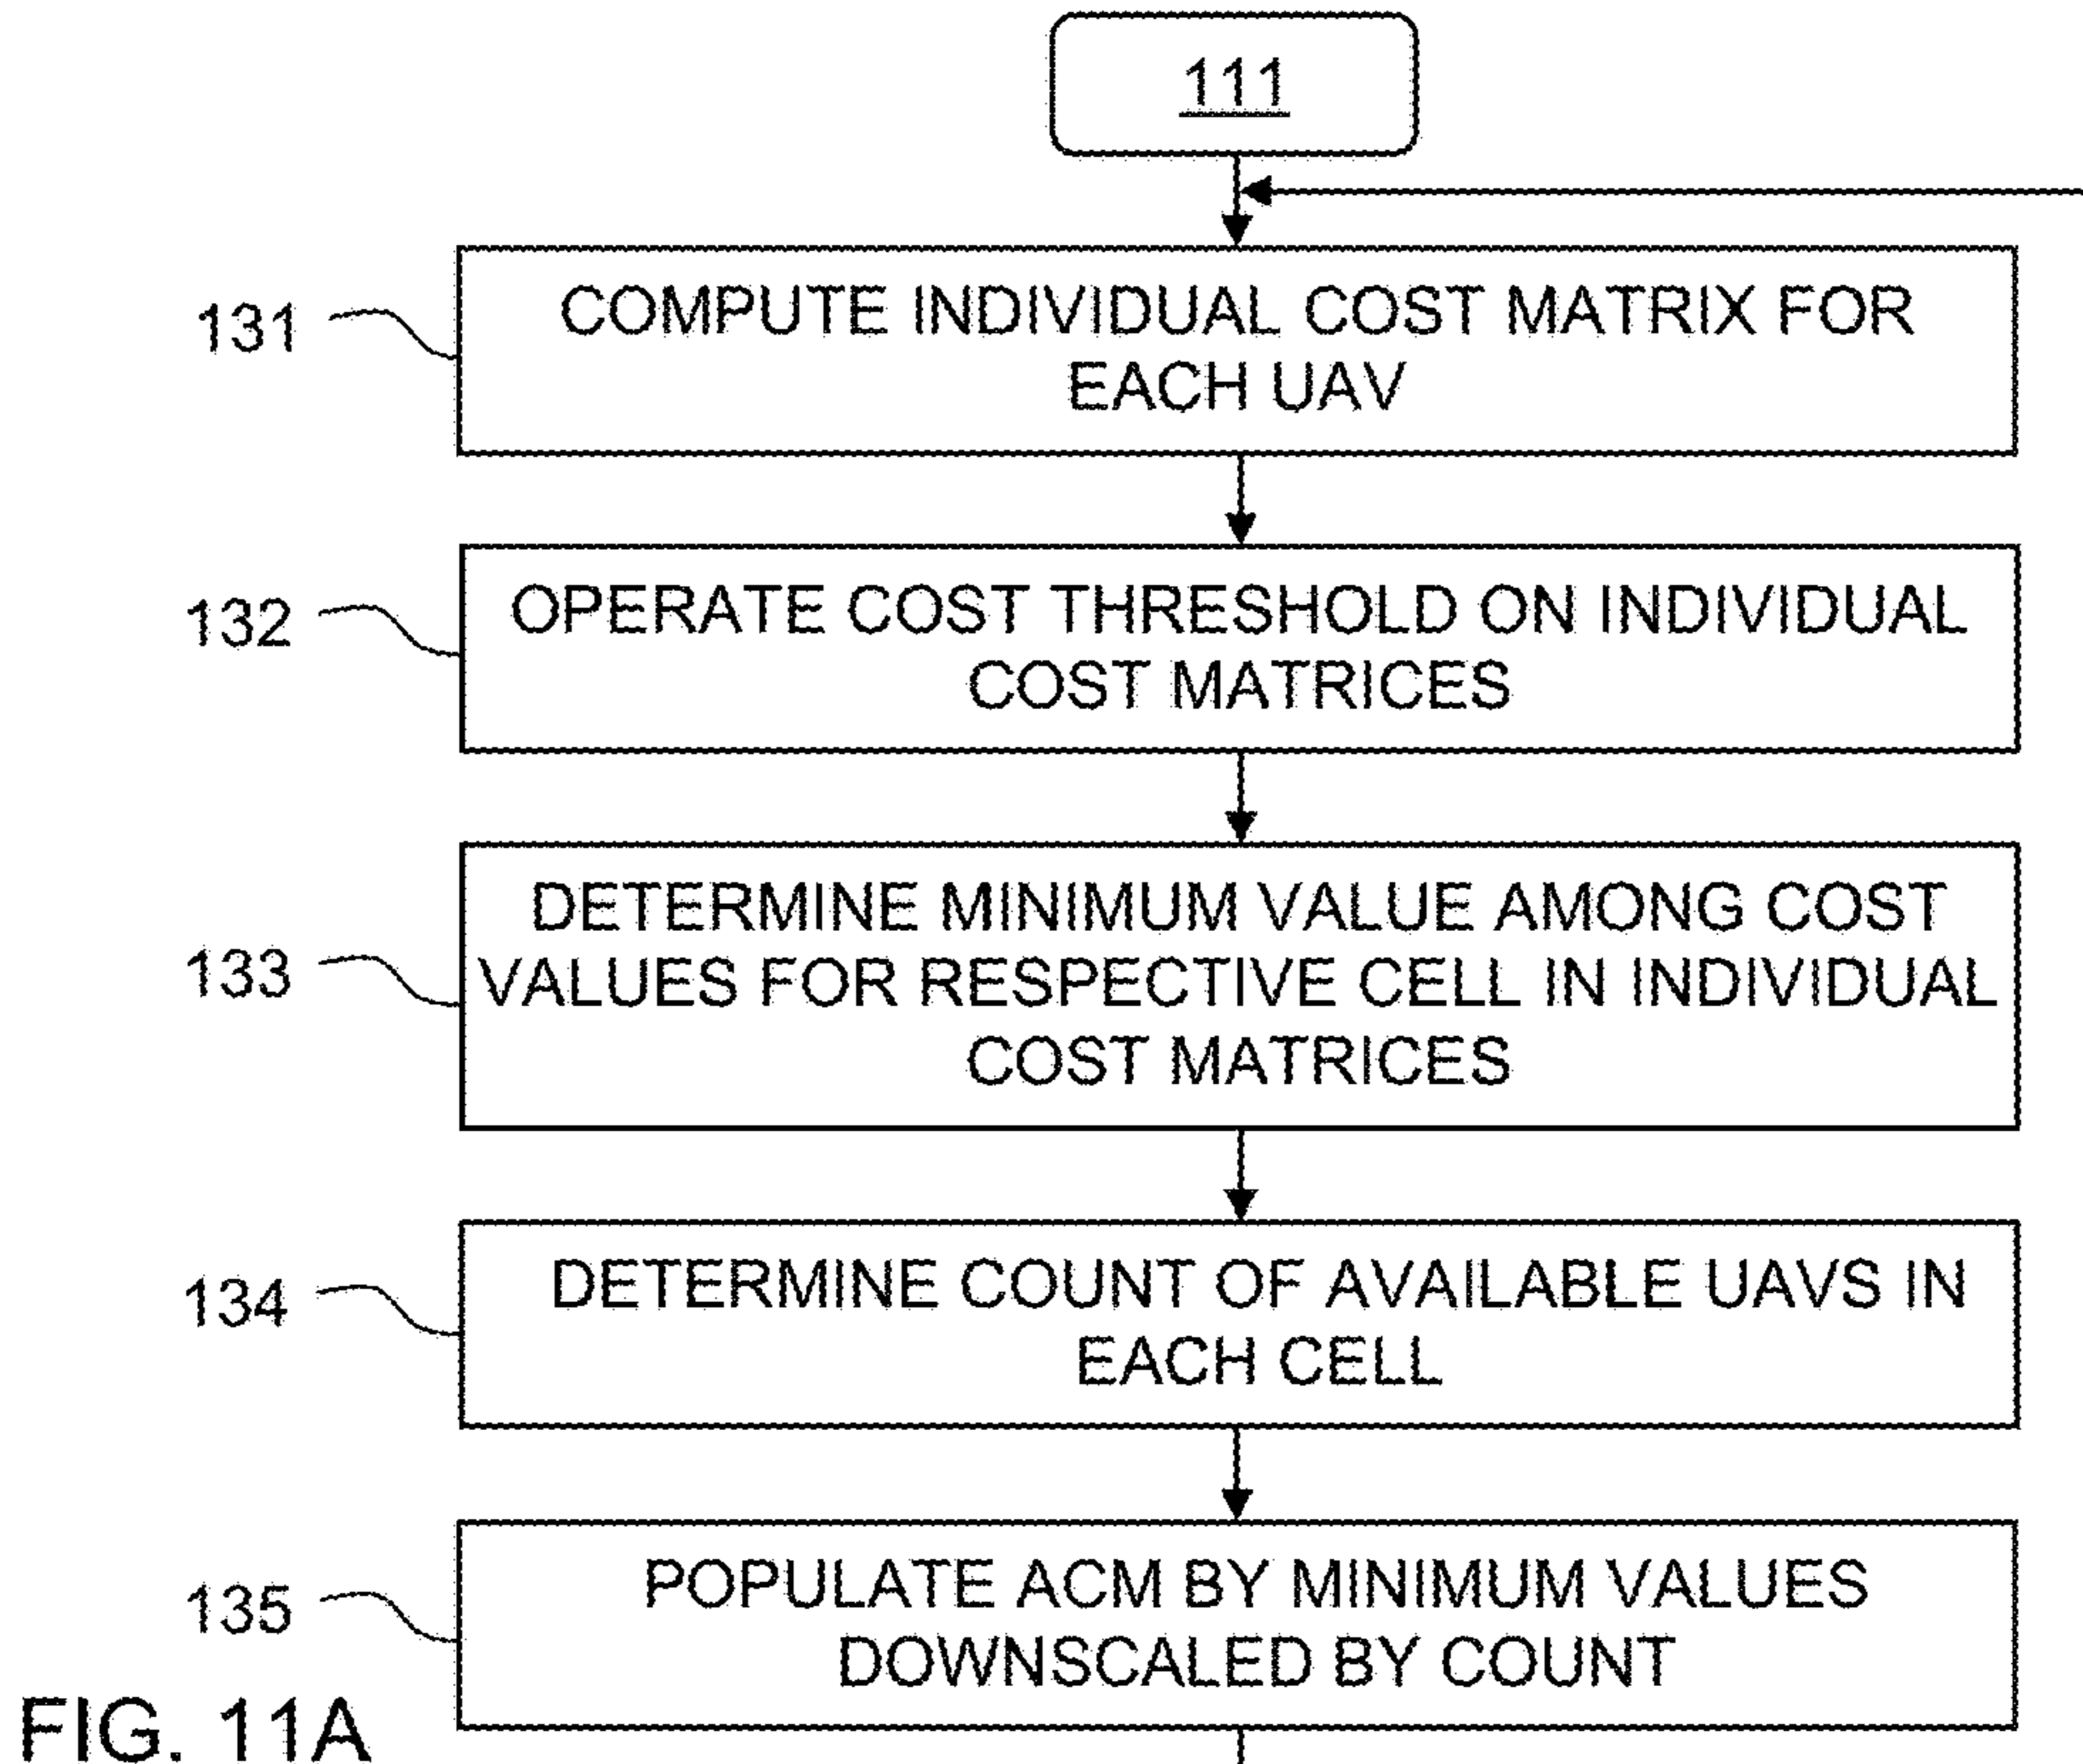 111
131
COMPUTE INDIVIDUAL COST MATRIX FOR
EACH UAV
132
OPERATE COST THRESHOLD ON INDIVIDUAL
COST MATRICES
133
DETERMINE MINIMUM VALUE AMONG COST
VALUES FOR RESPECTIVE CELL IN INDIVIDUAL
COST MATRICES
134
DETERMINE COUNT OF AVAILABLE UAVS IN
EACH CELL
135
POPULATE ACM BY MINIMUM VALUES
DOWNSCALED BY COUNT
FIG. 11A